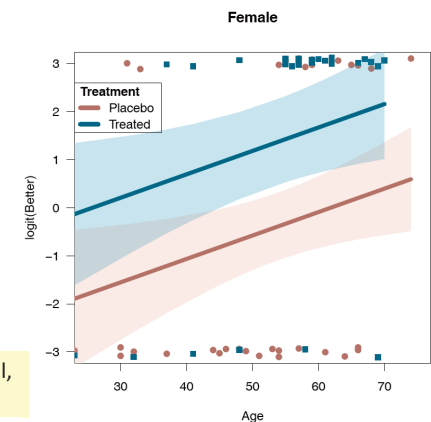 Female
Treatment
Placebo
Treated
logit(Better)
3
2
1
0
−1
−2
−3
30
40
50
60
70
Age
l,